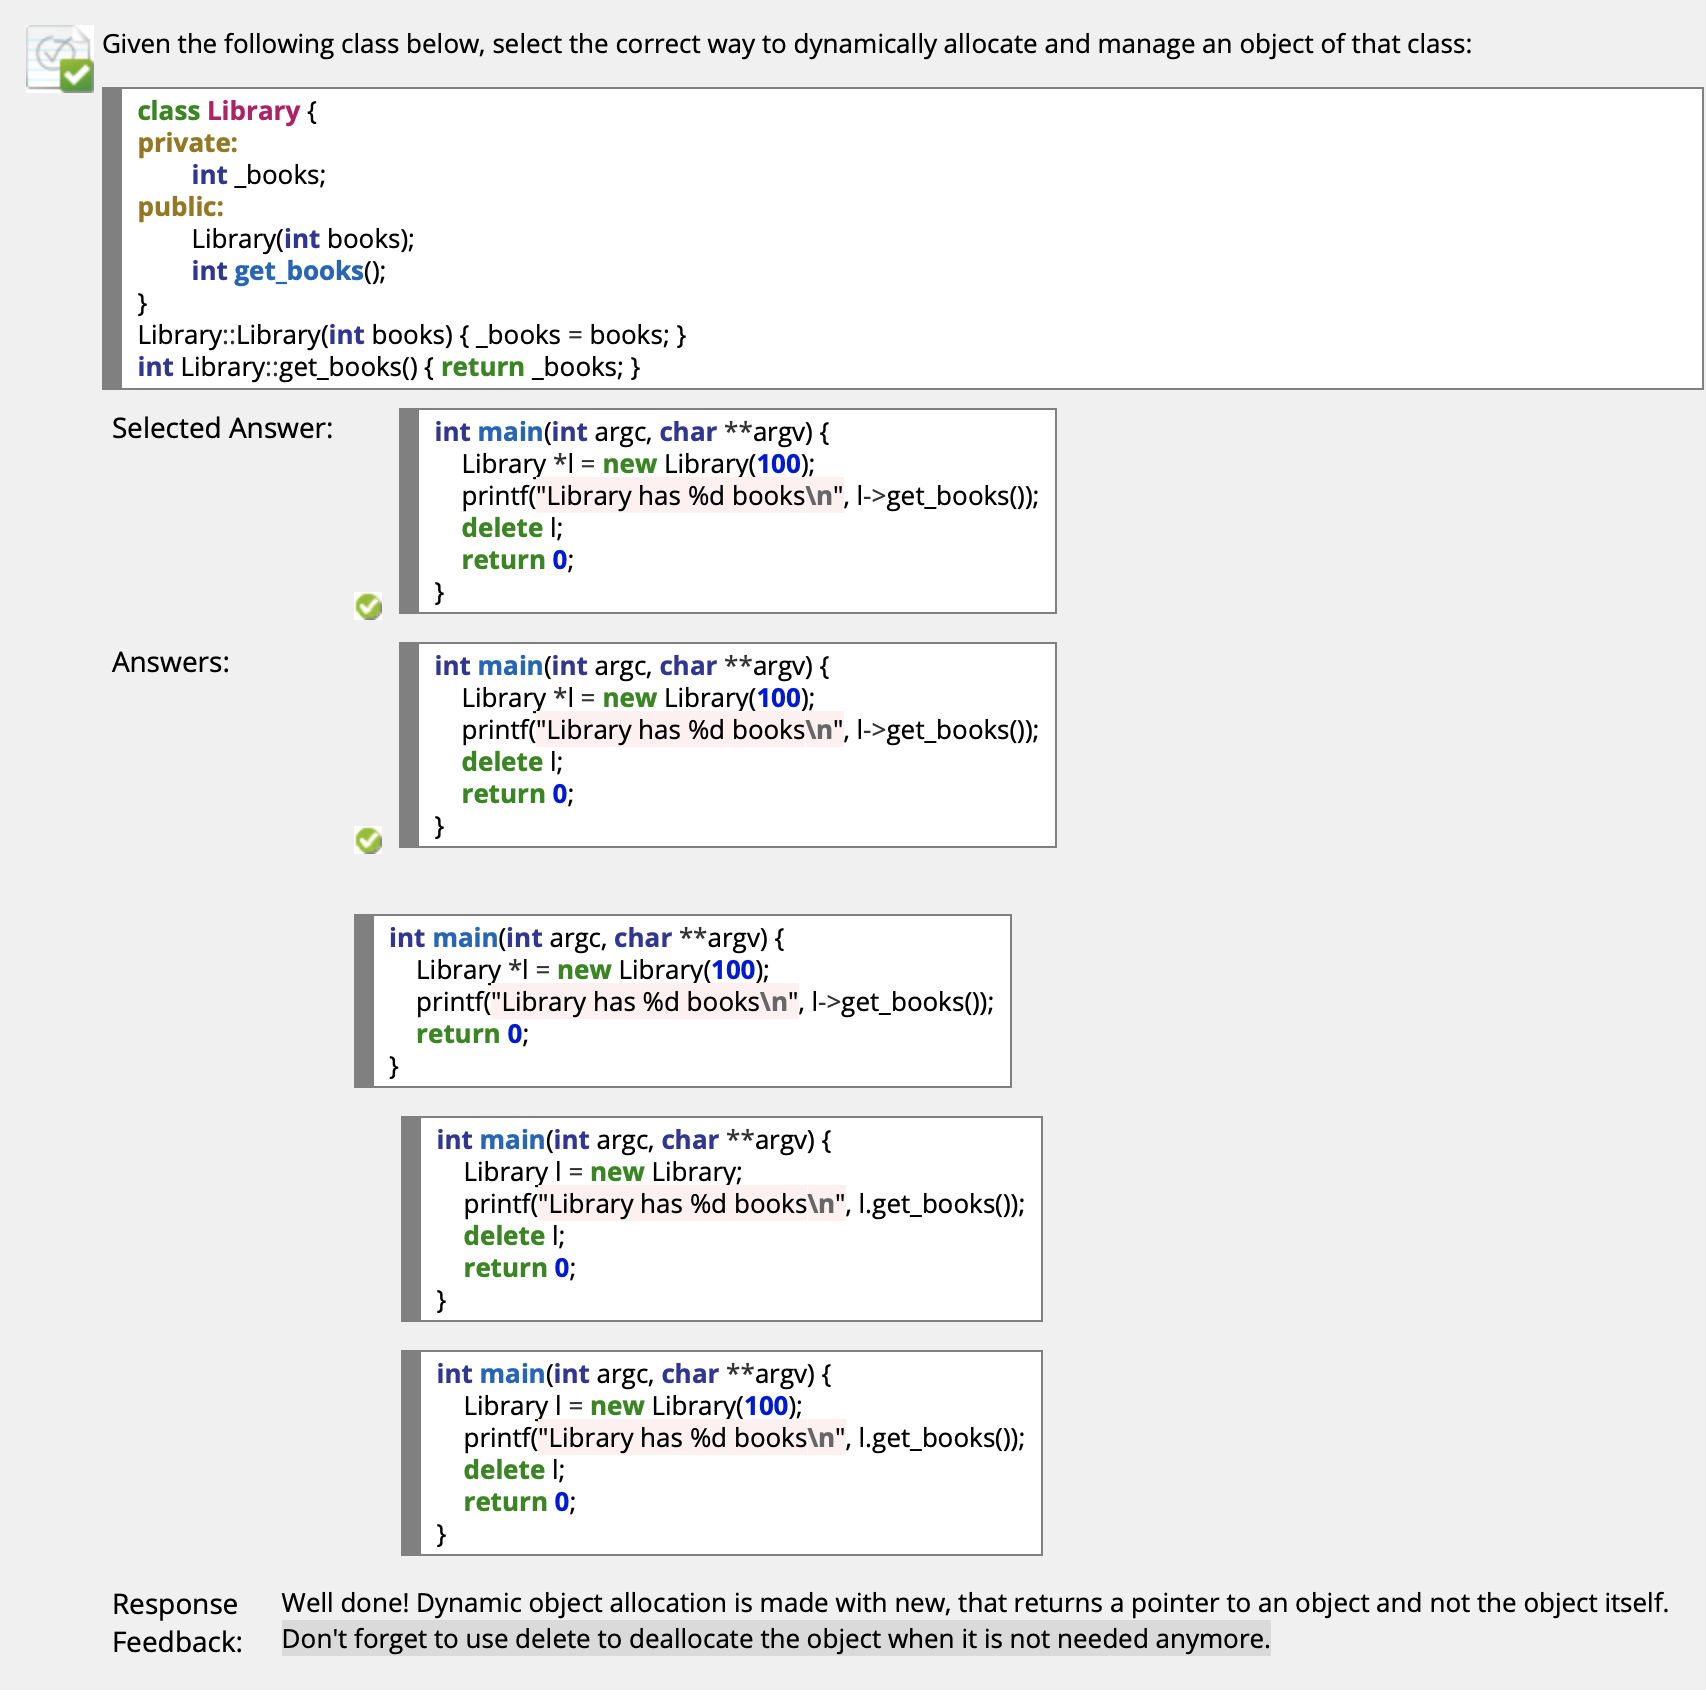 Given the following class below, select the correct way to dynamically allocate and manage an object of that class:
class Library {
private:
int _books;
public:
Library(int books);
int get_books();
}
Library::Library(int books) { _books = books; }
int Library::get_books() { return _books; }
Selected Answer:
int main(int argc, char **argv) {
Library *l = new Library(100);
printf("Library has %d books\n", l->get_books());
delete l;
return 0;
}
Answers:
int main(int argc, char **argv) {
Library *l = new Library(100);
printf("Library has %d books\n", l->get_books());
delete l;
return 0;
}
int main(int argc, char **argv) {
Library *l = new Library(100);
printf("Library has %d books\n", l->get_books());
return 0;
}
int main(int argc, char **argv) {
Library l = new Library;
printf("Library has %d books\n", l.get_books());
delete l;
return 0;
}
int main(int argc, char **argv) {
Library l = new Library(100);
printf("Library has %d books\n", l.get_books());
delete l;
return 0;
}
Response Feedback:
Well done! Dynamic object allocation is made with new, that returns a pointer to an object and not the object itself.
Don't forget to use delete to deallocate the object when it is not needed anymore.